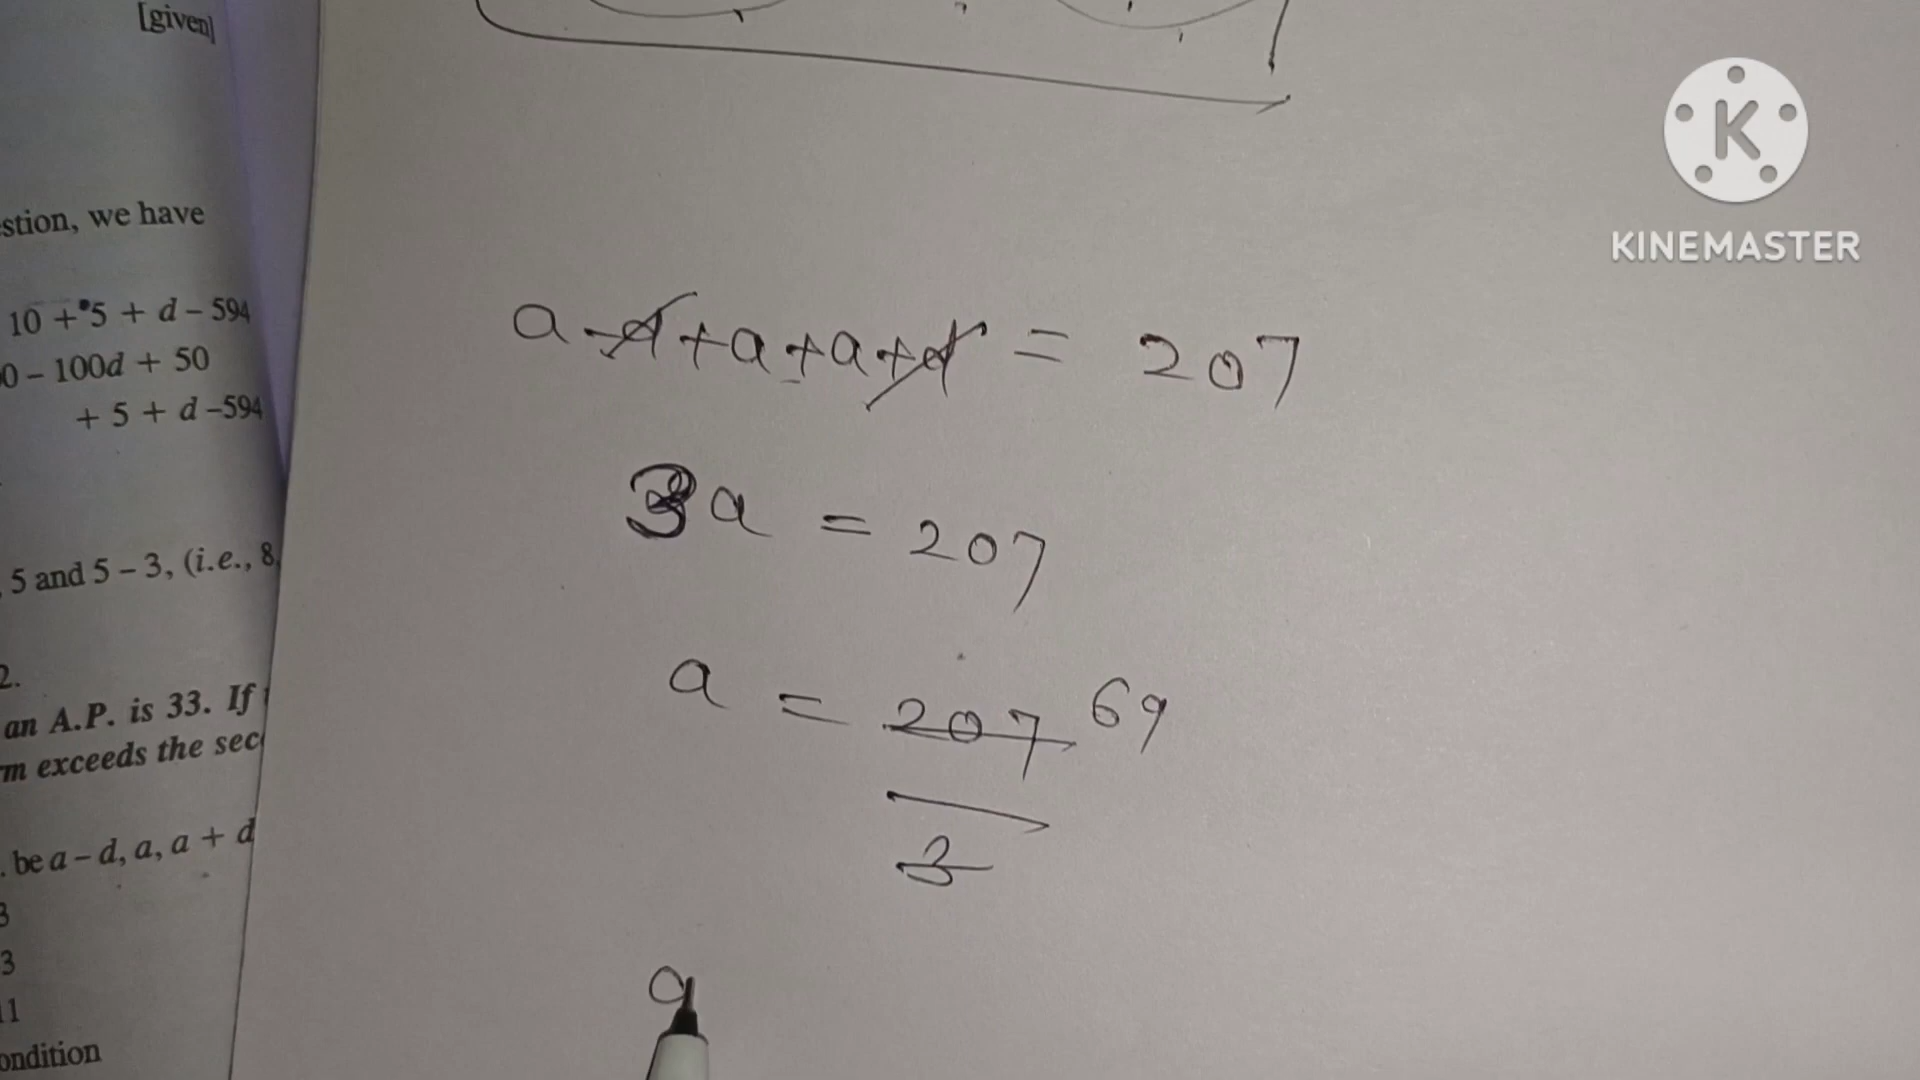 [given]
stion, we have
10 + 5 + d – 594
0 – 100d + 50
+ 5 + d –594
5 and 5 – 3, (i.e., 8,
2.
an A.P. is 33. If
m exceeds the sec
. be a – d, a, a + d
3
3
11
ondition
K
KINEMASTER
a - d + a + a + d = 207
3a = 207
a = 207 69
3
a